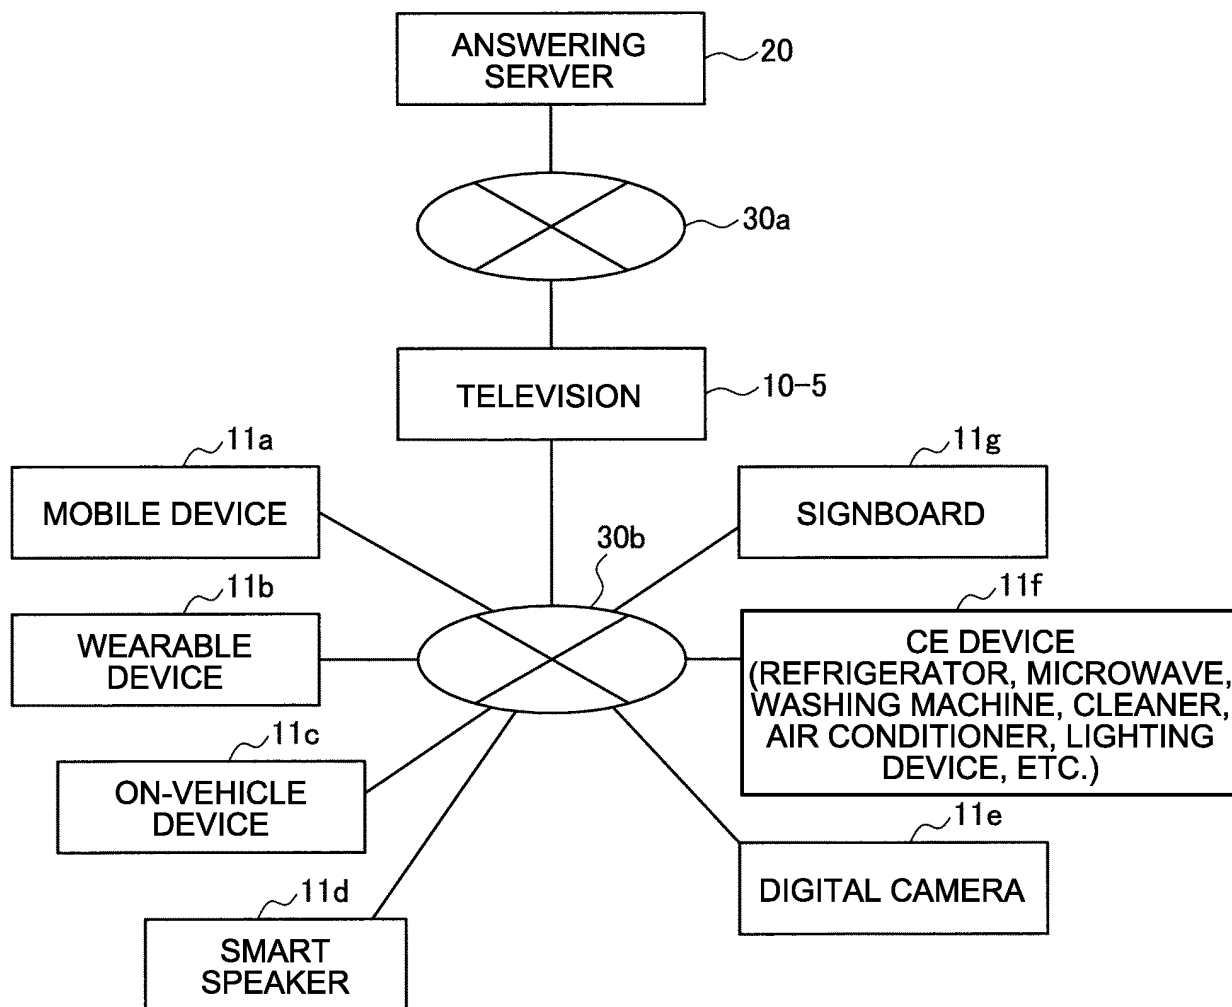 ANSWERING
SERVER
20
30a
TELEVISION
10-5
11a
MOBILE DEVICE
11g
SIGNBOARD
30b
11b
WEARABLE
DEVICE
11f
CE DEVICE
(REFRIGERATOR, MICROWAVE,
WASHING MACHINE, CLEANER,
AIR CONDITIONER, LIGHTING
DEVICE, ETC.)
11c
ON-VEHICLE
DEVICE
11e
DIGITAL CAMERA
11d
SMART
SPEAKER